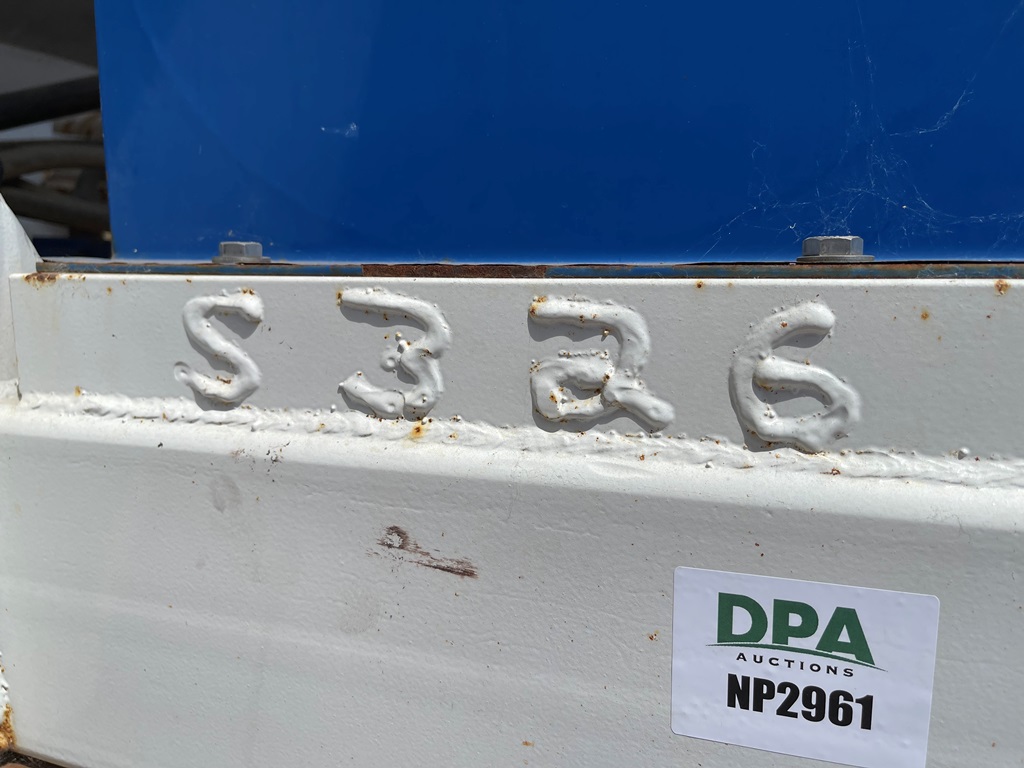 S326
DPA
AUCTIONS
NP2961